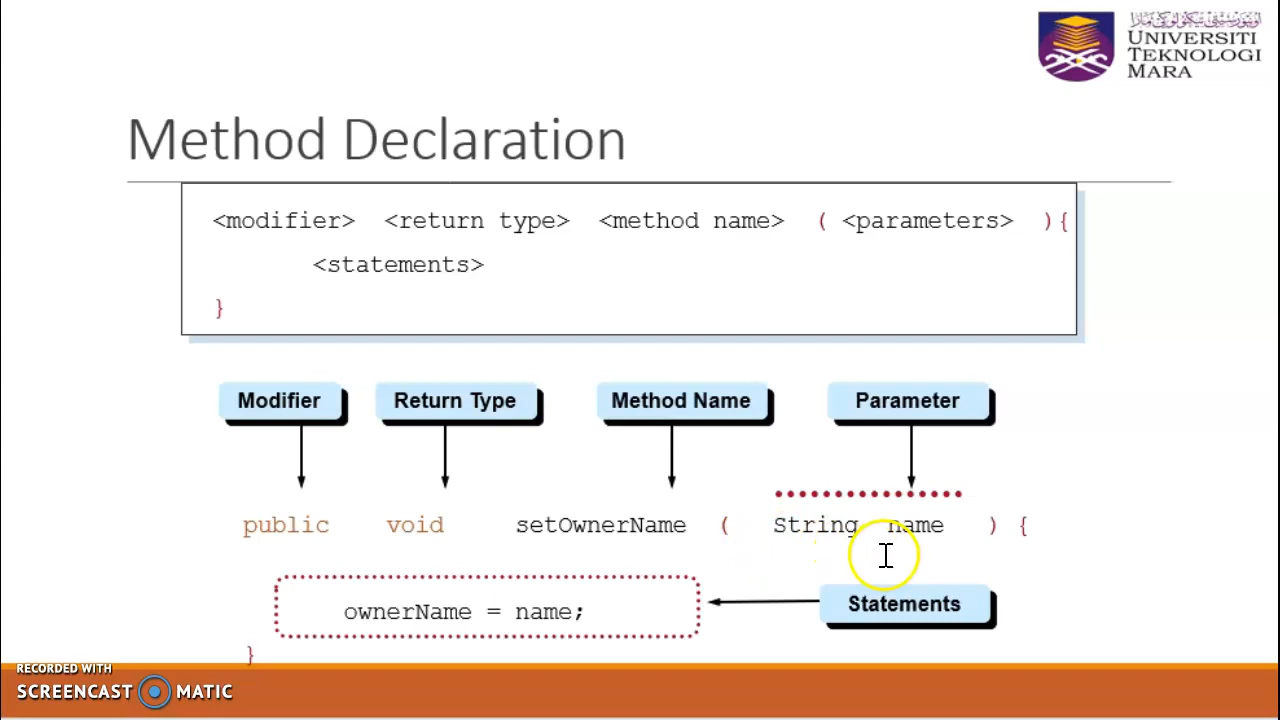 UNIVERSITI
TEKNOLOGI
MARA
Method Declaration
<modifier> <return type> <method name> ( <parameters> ){
<statements>
}
Modifier Return Type Method Name Parameter
public void setOwnerName ( String name ) {
ownerName = name;
Statements
}
RECORDED WITH
SCREENCAST MATIC